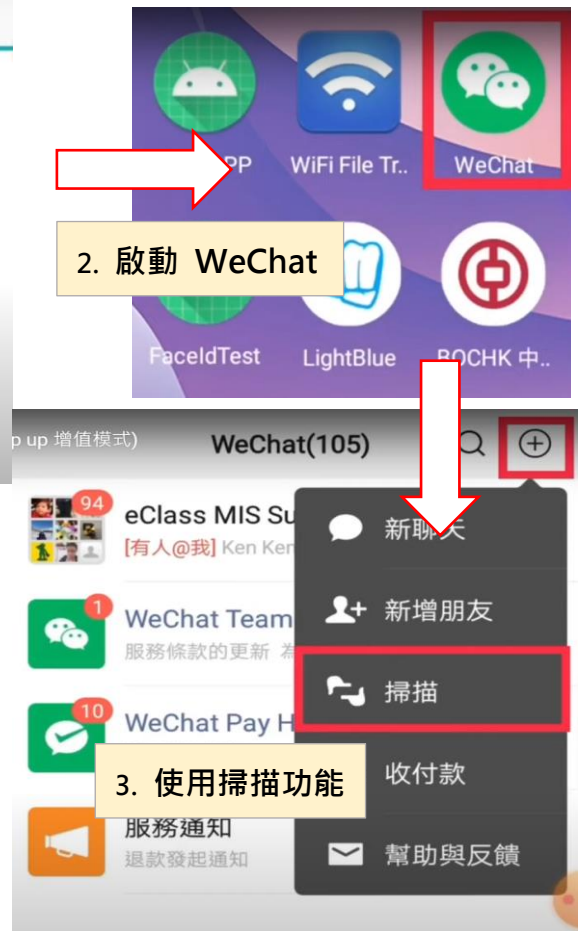 PP
WiFi File Tr..
WeChat
2. 啟動 WeChat
FaceIdTest
LightBlue
BOCHK 中..
p up 增值模式)
WeChat(105)
94
eClass MIS Su
[有人@我] Ken Ken
新聊天
1
WeChat Team
服務條款的更新
新增朋友
掃描
10
WeChat Pay H
3. 使用掃描功能
收付款
服務通知
退款發起通知
幫助與反饋